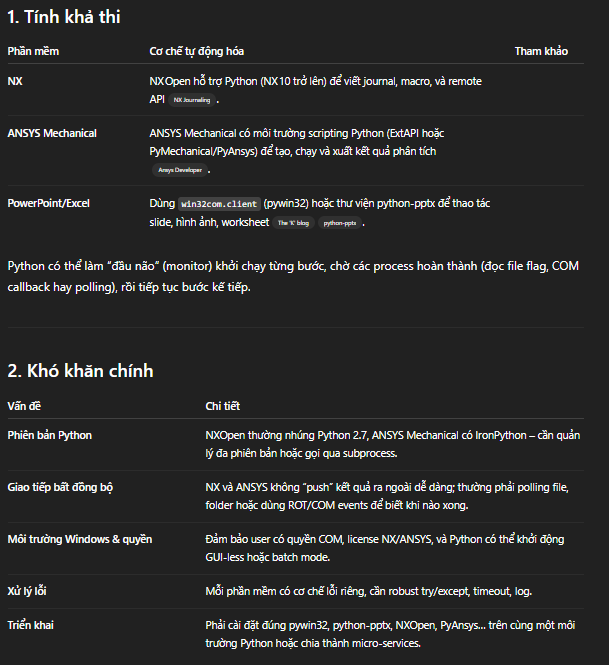 1. Tính khả thi
Phần mềm Cơ chế tự động hóa Tham khảo
NX NXOpen hỗ trợ Python (NX 10 trở lên) để viết journal, macro, và remote
API NX Journaling .
ANSYS Mechanical ANSYS Mechanical có môi trường scripting Python (ExtAPI hoặc
PyMechanical/PyAnsys) để tạo, chạy và xuất kết quả phân tích
Ansys Developer .
PowerPoint/Excel Dùng win32com.client (pywin32) hoặc thư viện python-pptx để thao tác
slide, hình ảnh, worksheet The 'K' blog python-pptx .
Python có thể làm “đầu não” (monitor) khởi chạy từng bước, chờ các process hoàn thành (đọc file flag, COM
callback hay polling), rồi tiếp tục bước kế tiếp.
2. Khó khăn chính
Vấn đề Chi tiết
Phiên bản Python NXOpen thường nhúng Python 2.7, ANSYS Mechanical có IronPython – cần quản
lý đa phiên bản hoặc gọi qua subprocess.
Giao tiếp bất đồng bộ NX và ANSYS không “push” kết quả ra ngoài dễ dàng; thường phải polling file,
folder hoặc dùng ROT/COM events để biết khi nào xong.
Môi trường Windows & quyền Đảm bảo user có quyền COM, license NX/ANSYS, và Python có thể khởi động
GUI-less hoặc batch mode.
Xử lý lỗi Mỗi phần mềm có cơ chế lỗi riêng, cần robust try/except, timeout, log.
Triển khai Phải cài đặt đúng pywin32, python-pptx, NXOpen, PyAnsys... trên cùng một môi
trường Python hoặc chia thành micro-services.